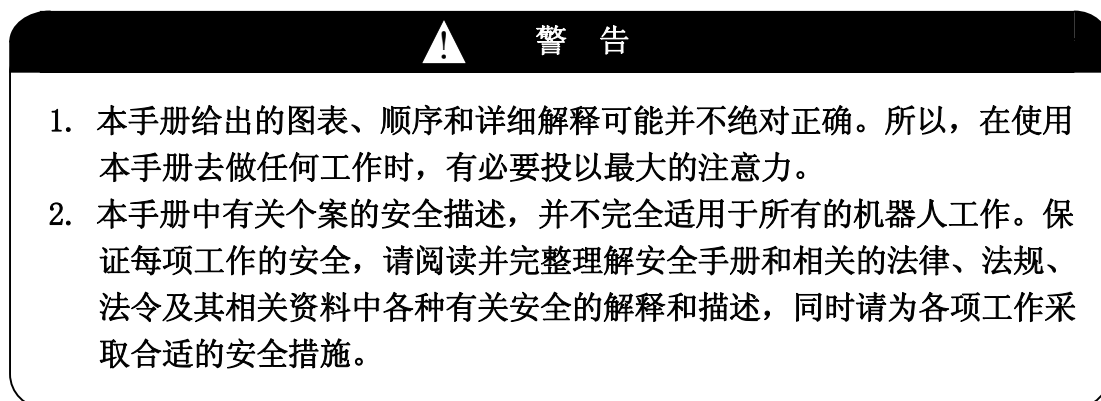 警 告
1. 本手册给出的图表、顺序和详细解释可能并不绝对正确。所以，在使用
本手册去做任何工作时，有必要投以最大的注意力。
2. 本手册中有关个案的安全描述，并不完全适用于所有的机器人工作。保
证每项工作的安全，请阅读并完整理解安全手册和相关的法律、法规、
法令及其相关资料中各种有关安全的解释和描述，同时请为各项工作采
取合适的安全措施。